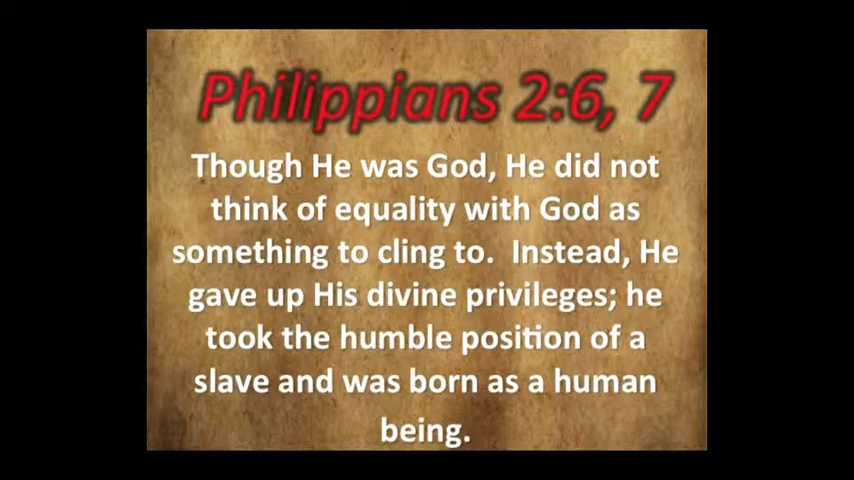 Philippians 2:6, 7
Though He was God, He did not
think of equality with God as
something to cling to.  Instead, He
gave up His divine privileges; he
took the humble position of a
slave and was born as a human
being.